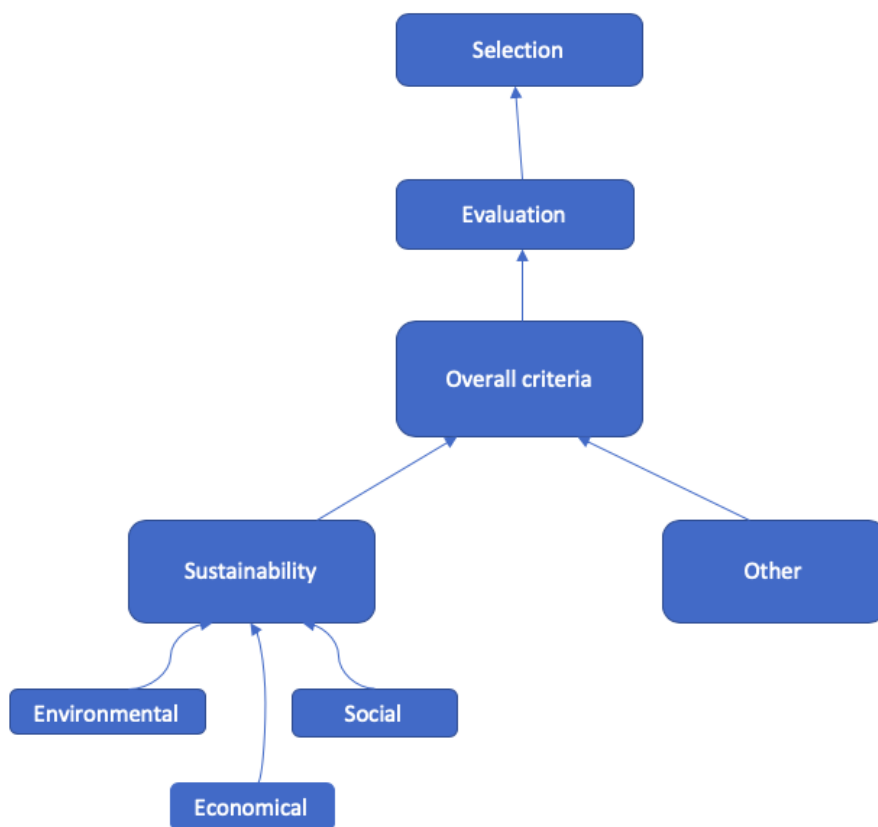 Selection
Evaluation
Overall criteria
Sustainability
Other
Environmental
Social
Economical